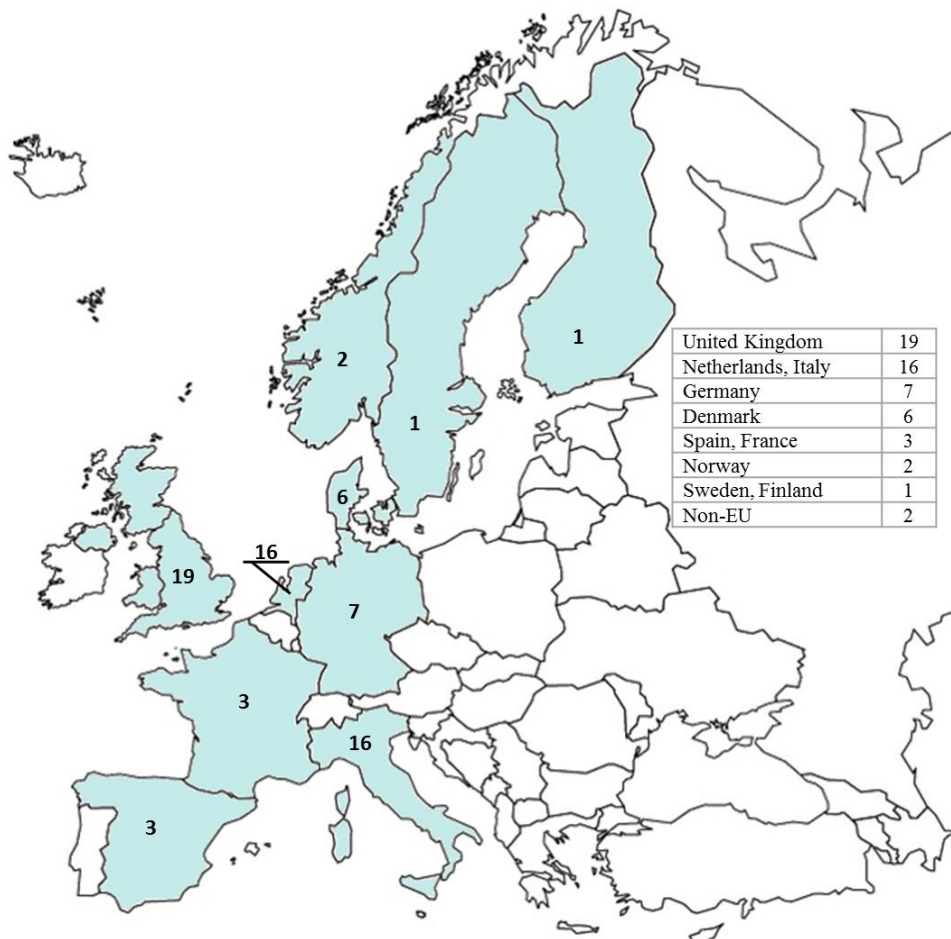 1
2
1
6
16
19
7
3
16
3
United Kingdom 19
Netherlands, Italy 16
Germany 7
Denmark 6
Spain, France 3
Norway 2
Sweden, Finland 1
Non-EU 2